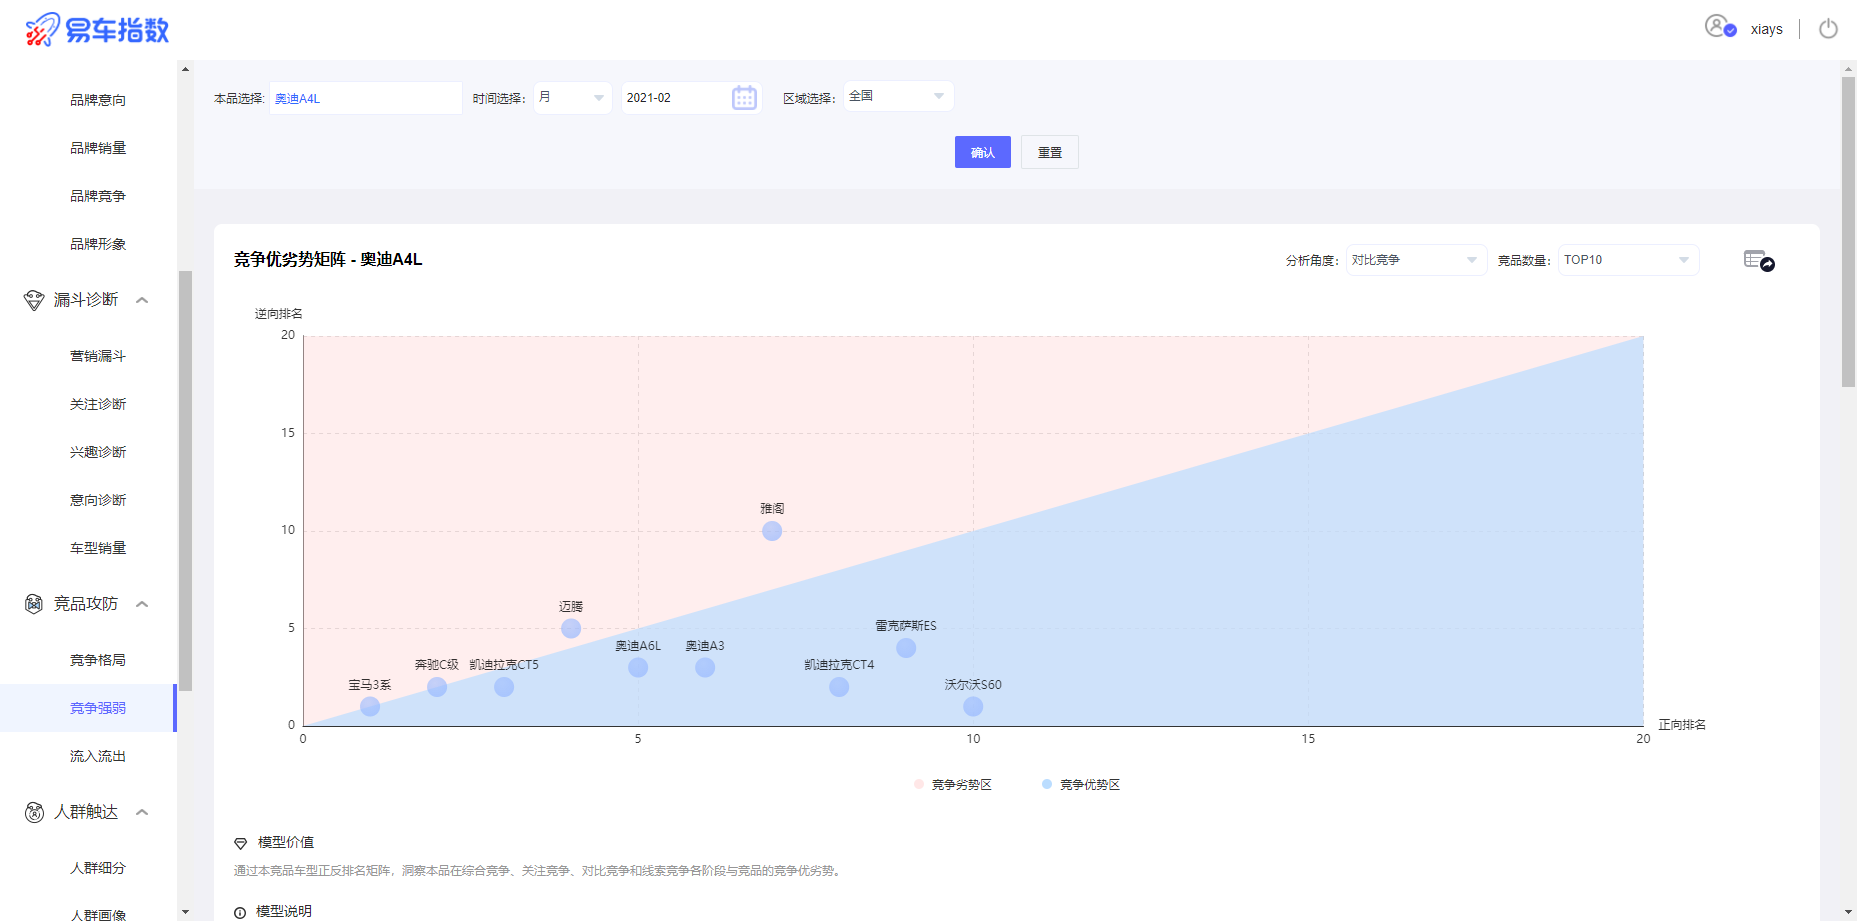 易车指数
xiays
品牌意向
品牌销量
品牌竞争
品牌形象
漏斗诊断
营销漏斗
关注诊断
兴趣诊断
意向诊断
车型销量
竞品攻防
竞争格局
竞争强弱
流入流出
人群触达
人群细分
人群画像
本品选择: 奥迪A4L 时间选择: 月 2021-02 区域选择: 全国
确认 重置
竞争优劣势矩阵 - 奥迪A4L
分析角度: 对比竞争 竞品数量: TOP10
逆向排名
20
15
10
5
0
雅阁
迈腾
雷克萨斯ES
奥迪A6L 奥迪A3
奔驰C级 凯迪拉克CT5 凯迪拉克CT4
宝马3系 沃尔沃S60
正向排名
0 5 10 15 20
竞争劣势区 竞争优势区
模型价值
通过本竞品车型正反排名矩阵，洞察本品在综合竞争、关注竞争、对比竞争和线索竞争各阶段与竞品的竞争优劣势。
模型说明